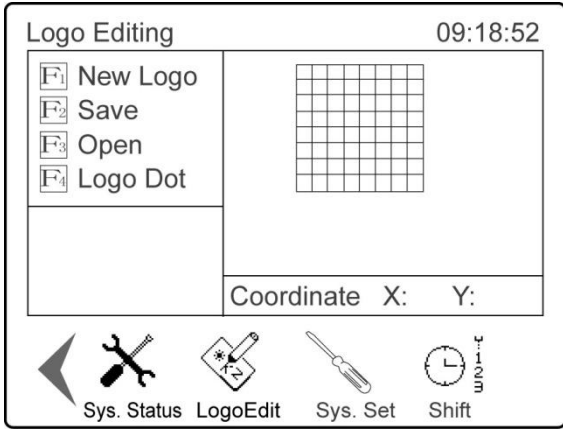 Logo Editing 09:18:52
F1 New Logo
F2 Save
F3 Open
F4 Logo Dot
Coordinate X: Y:
Sys. Status LogoEdit Sys. Set Shift